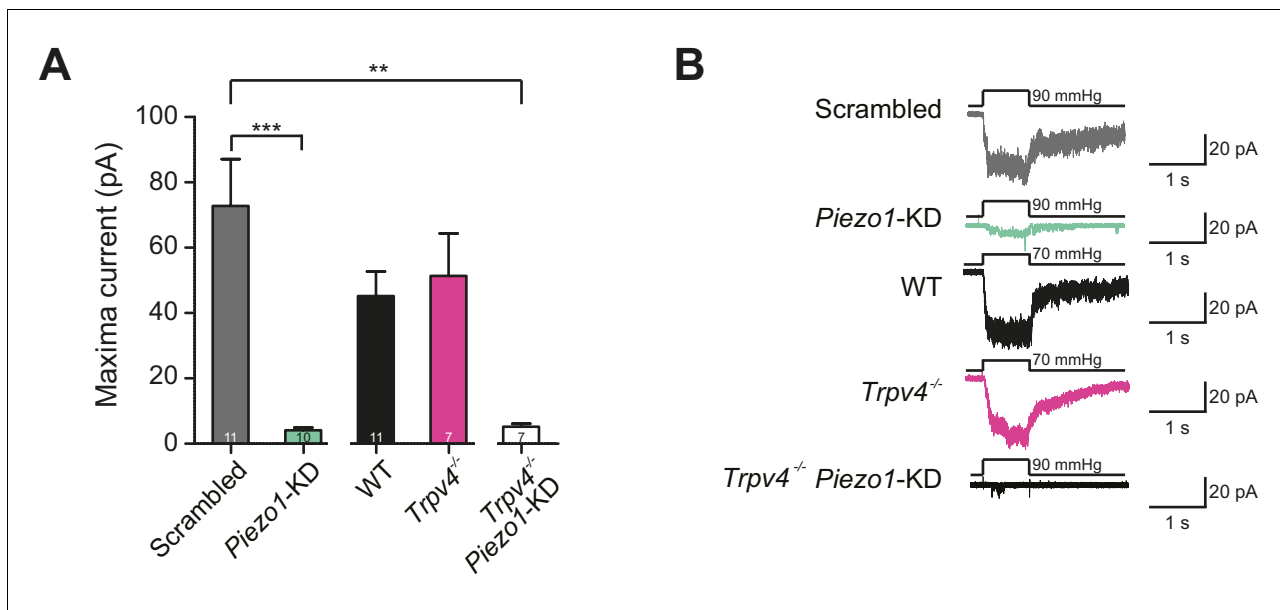 A
**
***
Maxima current (pA)
100
80
60
40
20
0
11
10
11
7
7
Scrambled
Piezo1-KD
WT
Trpv4-/-
Trpv4-/-
Piezo1-KD
B
Scrambled
90 mmHg
20 pA
1 s
Piezo1-KD
90 mmHg
20 pA
1 s
WT
70 mmHg
20 pA
1 s
Trpv4-/-
70 mmHg
20 pA
1 s
Trpv4-/- Piezo1-KD
90 mmHg
20 pA
1 s